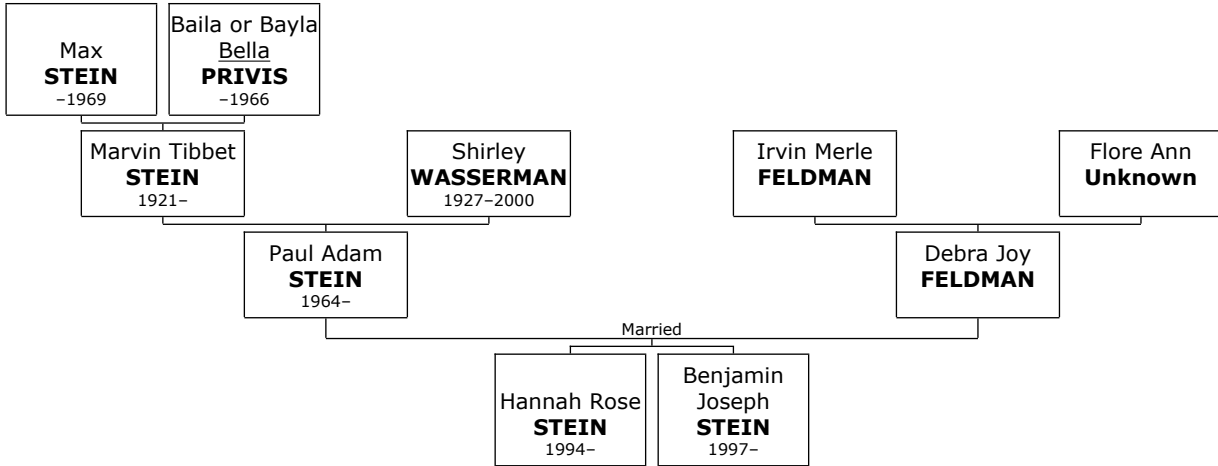 Max
STEIN
–1969
Baila or Bayla
Bella
PRIVIS
–1966
Marvin Tibbet
STEIN
1921–
Shirley
WASSERMAN
1927–2000
Irvin Merle
FELDMAN
Flore Ann
Unknown
Paul Adam
STEIN
1964–
Debra Joy
FELDMAN
Married
Hannah Rose
STEIN
1994–
Benjamin
Joseph
STEIN
1997–